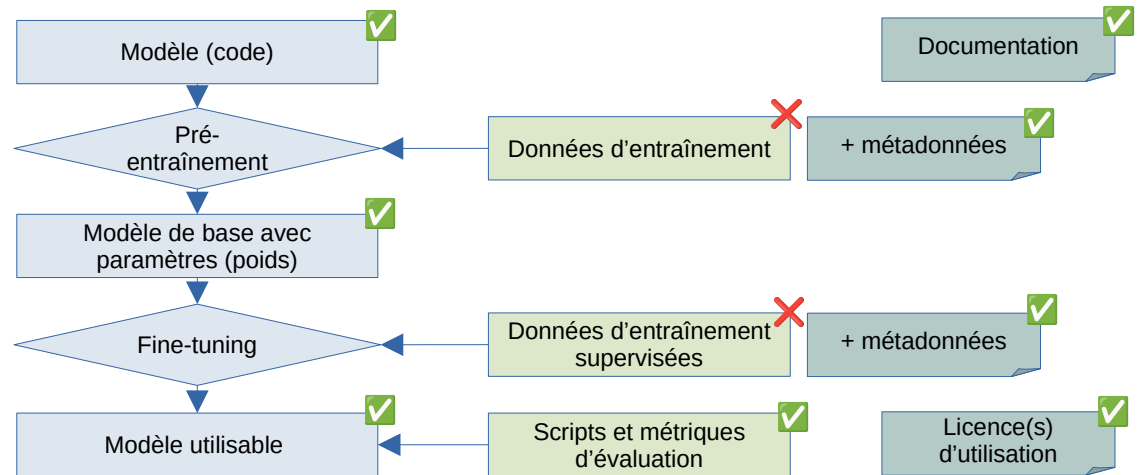 Modèle (code)
Documentation
Pré-
entraînement
Données d'entraînement
+ métadonnées
Modèle de base avec
paramètres (poids)
Fine-tuning
Données d'entraînement
supervisées
+ métadonnées
Modèle utilisable
Scripts et métriques
d'évaluation
Licence(s)
d'utilisation